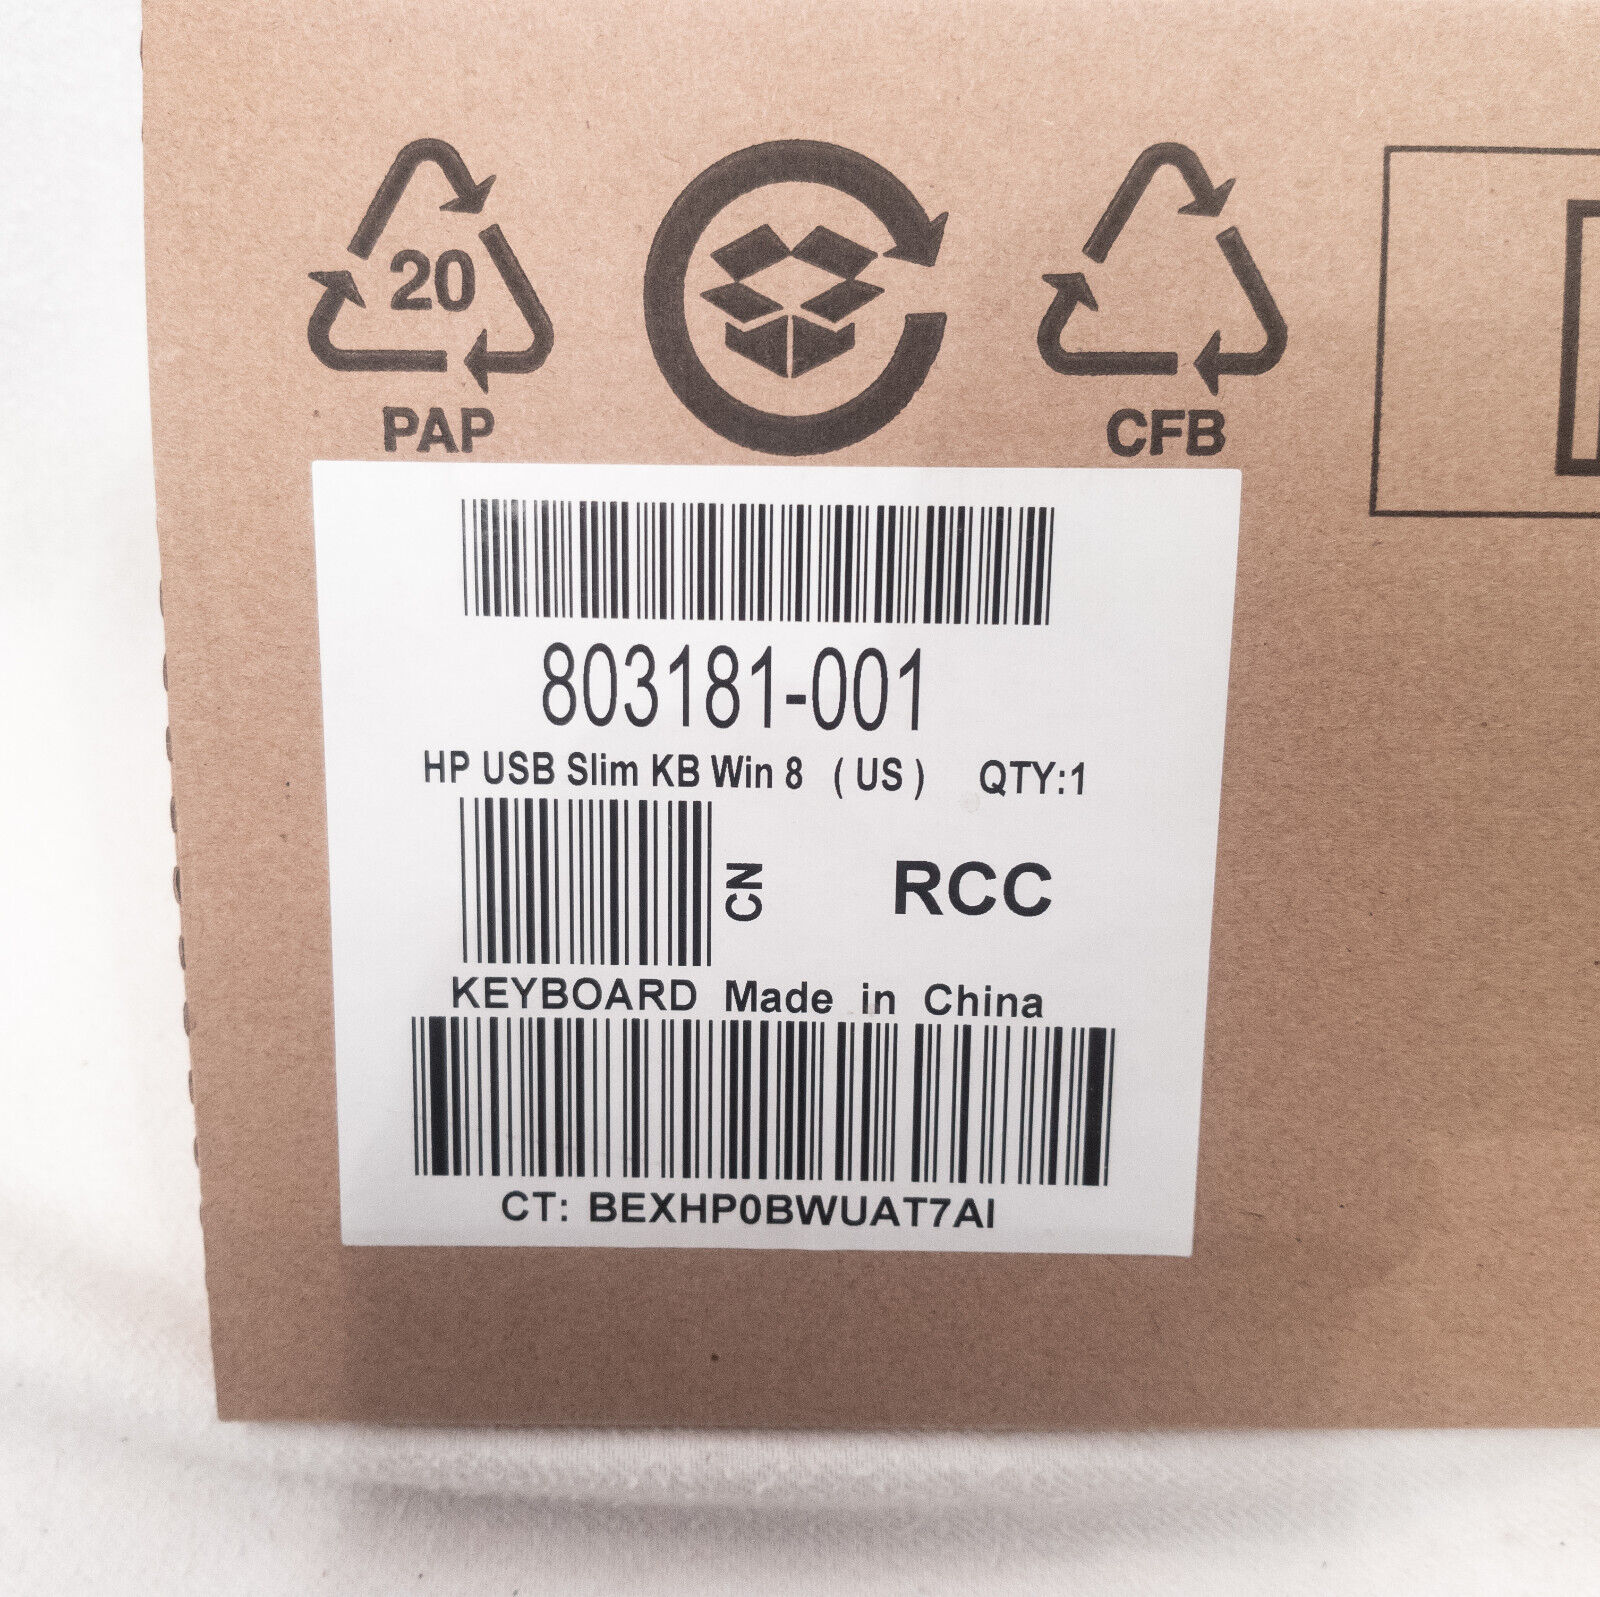 20
PAP
CFB
803181-001
HP USB Slim KB Win 8 ( US ) QTY:1
CN
RCC
KEYBOARD Made in China
CT: BEXHP0BWUAT7AI